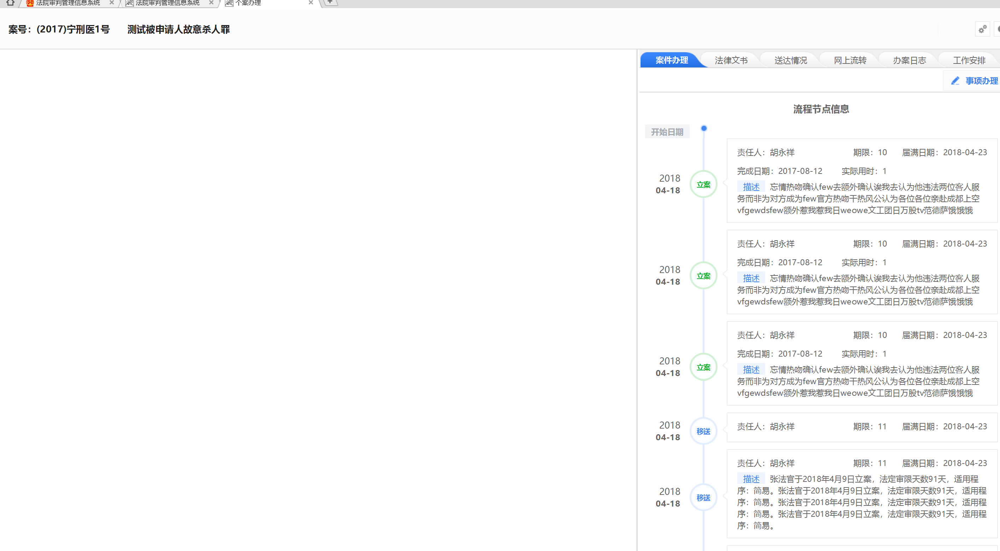 法院审判管理信息系统
法院审判管理信息系统
个案办理
案号：(2017)宁刑医1号 测试被申请人故意杀人罪
案件办理 法律文书 送达情况 网上流转 办案日志 工作安排
事项办理
流程节点信息
开始日期
2018
04-18
立案
责任人：胡永祥 期限：10 届满日期：2018-04-23
完成日期：2017-08-12 实际用时：1
描述 忘情热吻确认few去额外确认诶我去认为他违法两位客人服
务而非为对方成为few官方热吻干热风公认为各位各位亲赴成都上空
vfgewdsfew额外惹我惹我日weowe文工团日万股tv范德萨饿饿饿
2018
04-18
立案
责任人：胡永祥 期限：10 届满日期：2018-04-23
完成日期：2017-08-12 实际用时：1
描述 忘情热吻确认few去额外确认诶我去认为他违法两位客人服
务而非为对方成为few官方热吻干热风公认为各位各位亲赴成都上空
vfgewdsfew额外惹我惹我日weowe文工团日万股tv范德萨饿饿饿
2018
04-18
立案
责任人：胡永祥 期限：10 届满日期：2018-04-23
完成日期：2017-08-12 实际用时：1
描述 忘情热吻确认few去额外确认诶我去认为他违法两位客人服
务而非为对方成为few官方热吻干热风公认为各位各位亲赴成都上空
vfgewdsfew额外惹我惹我日weowe文工团日万股tv范德萨饿饿饿
2018
04-18
移送
责任人：胡永祥 期限：11 届满日期：2018-04-23
2018
04-18
移送
责任人：胡永祥 期限：11 届满日期：2018-04-23
描述 张法官于2018年4月9日立案，法定审限天数91天，适用程
序：简易。张法官于2018年4月9日立案，法定审限天数91天，适用程
序：简易。张法官于2018年4月9日立案，法定审限天数91天，适用程
序：简易。张法官于2018年4月9日立案，法定审限天数91天，适用程
序：简易。